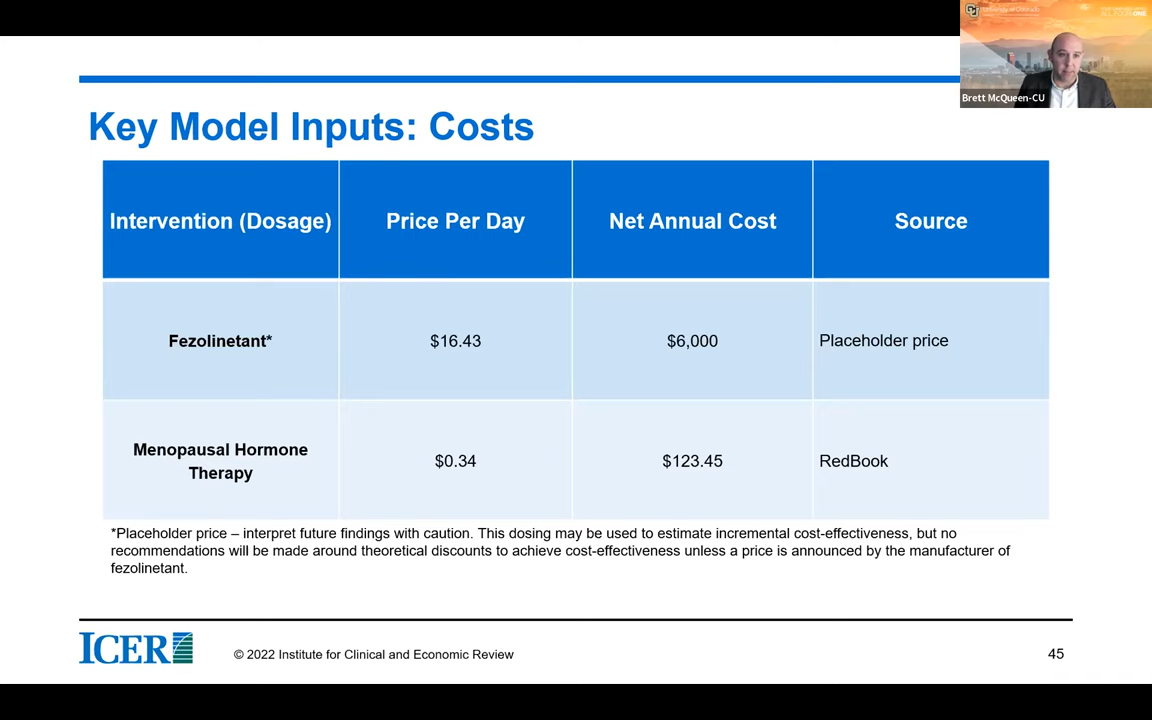 Brett McQueen-CU
Key Model Inputs: Costs
Intervention (Dosage) Price Per Day Net Annual Cost Source
Fezolinetant* $16.43 $6,000 Placeholder price
Menopausal Hormone
Therapy $0.34 $123.45 RedBook
*Placeholder price – interpret future findings with caution. This dosing may be used to estimate incremental cost-effectiveness, but no
recommendations will be made around theoretical discounts to achieve cost-effectiveness unless a price is announced by the manufacturer of
fezolinetant.
ICER © 2022 Institute for Clinical and Economic Review 45